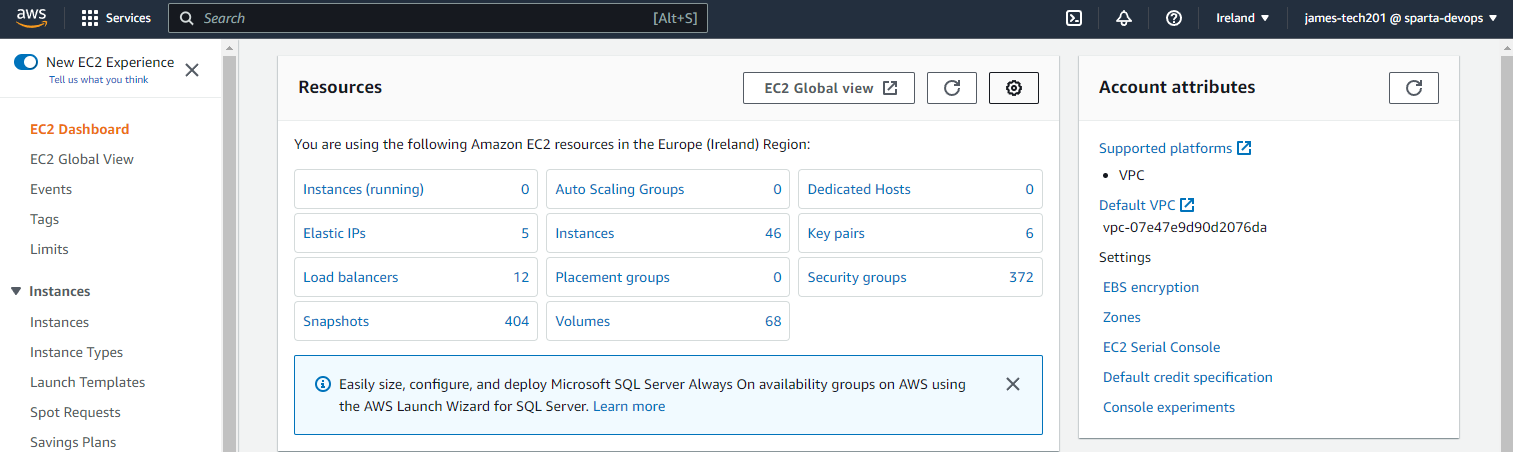 aws Services Search [Alt+S] Ireland james-tech201 @ sparta-devops
New EC2 Experience
Tell us what you think
EC2 Dashboard
EC2 Global View
Events
Tags
Limits
Instances
Instances
Instance Types
Launch Templates
Spot Requests
Savings Plans
Resources
EC2 Global view
You are using the following Amazon EC2 resources in the Europe (Ireland) Region:
Instances (running) 0 Auto Scaling Groups 0 Dedicated Hosts 0
Elastic IPs 5 Instances 46 Key pairs 6
Load balancers 12 Placement groups 0 Security groups 372
Snapshots 404 Volumes 68
Easily size, configure, and deploy Microsoft SQL Server Always On availability groups on AWS using
the AWS Launch Wizard for SQL Server. Learn more
Account attributes
Supported platforms
• VPC
Default VPC
vpc-07e47e9d90d2076da
Settings
EBS encryption
Zones
EC2 Serial Console
Default credit specification
Console experiments